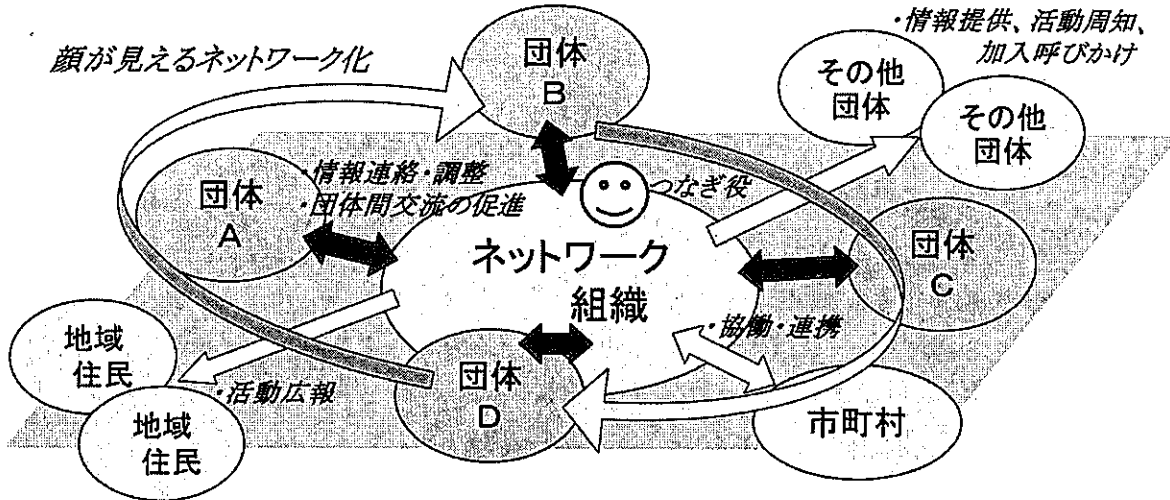 ・情報提供、活動周知、
加入呼びかけ
顔が見えるネットワーク化
団体
B
その他
団体
その他
団体
団体
A
・情報連絡・調整
・団体間交流の促進
つなぎ役
ネットワーク
組織
団体
C
・協働・連携
地域
住民
地域
住民
・活動広報
団体
D
市町村